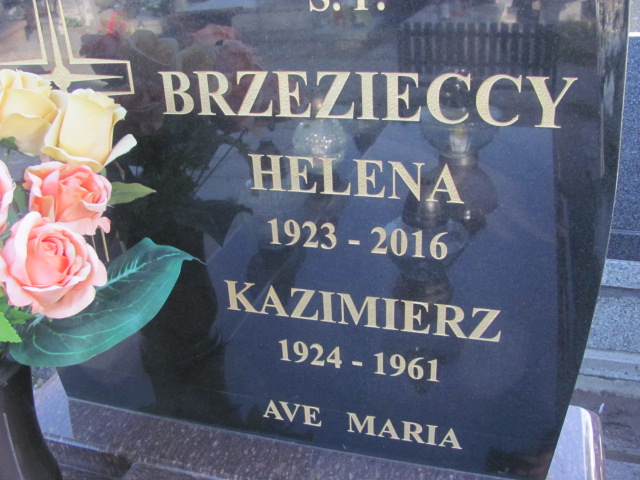 Ś. P.
BRZEZIECCY
HELENA
1923 - 2016
KAZIMIERZ
1924 - 1961
AVE MARIA